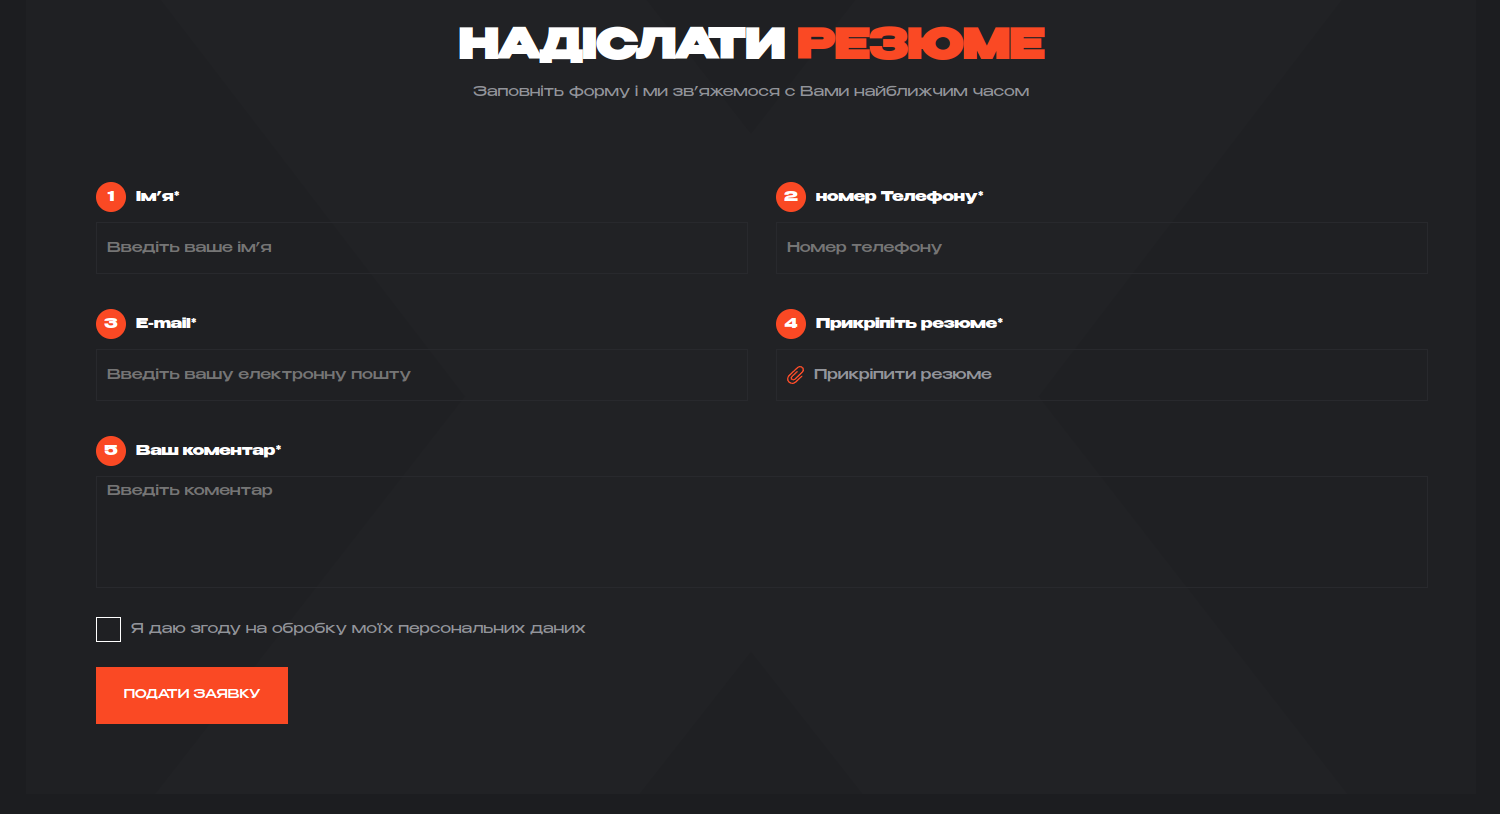 НАДІСЛАТИ РЕЗЮМЕ
Заповніть форму і ми зв’яжемося с Вами найближчим часом
1 Ім’я*
2 номер Телефону*
Введіть ваше ім’я
Номер телефону
3 E-mail*
4 Прикріпіть резюме*
Введіть вашу електронну пошту
Прикріпити резюме
5 Ваш коментар*
Введіть коментар
Я даю згоду на обробку моїх персональних даних
ПОДАТИ ЗАЯВКУ